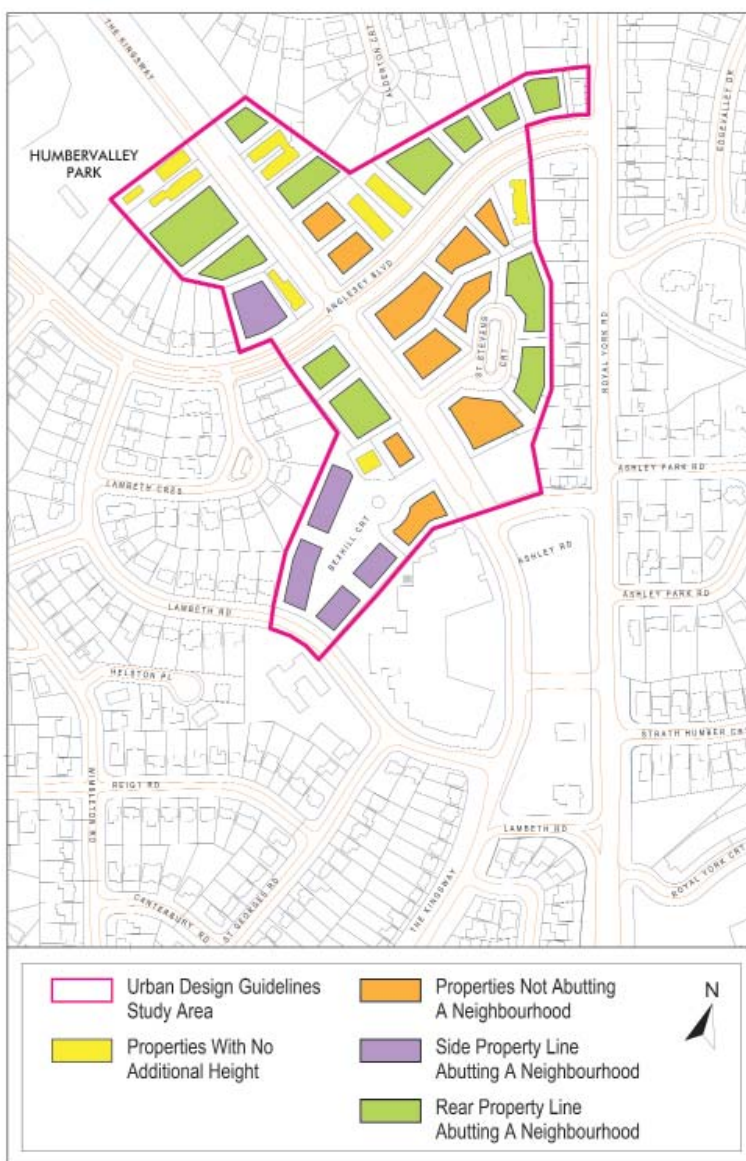 THE KINGSWAY
ALDERTON CRT
EDGEVALLEY DR
HUMBERVALLEY
PARK
ANGLESEY BLVD
ST STEVENS
CRT
ROYAL YORK RD
LAMBETH CRES
ASHLEY PARK RD
BEXHILL CRT
ASHLEY RD
ASHLEY PARK RD
LAMBETH RD
HELSTON PL
STRATH HUMBER CRT
WIMBLETON RD
REIGT RD
LAMBETH RD
ROYAL YORK CRT
CANTERBURY RD
ST GEORGES RD
THE KINGSWAY
Urban Design Guidelines
Study Area
Properties With No
Additional Height
Properties Not Abutting
A Neighbourhood
Side Property Line
Abutting A Neighbourhood
Rear Property Line
Abutting A Neighbourhood
N